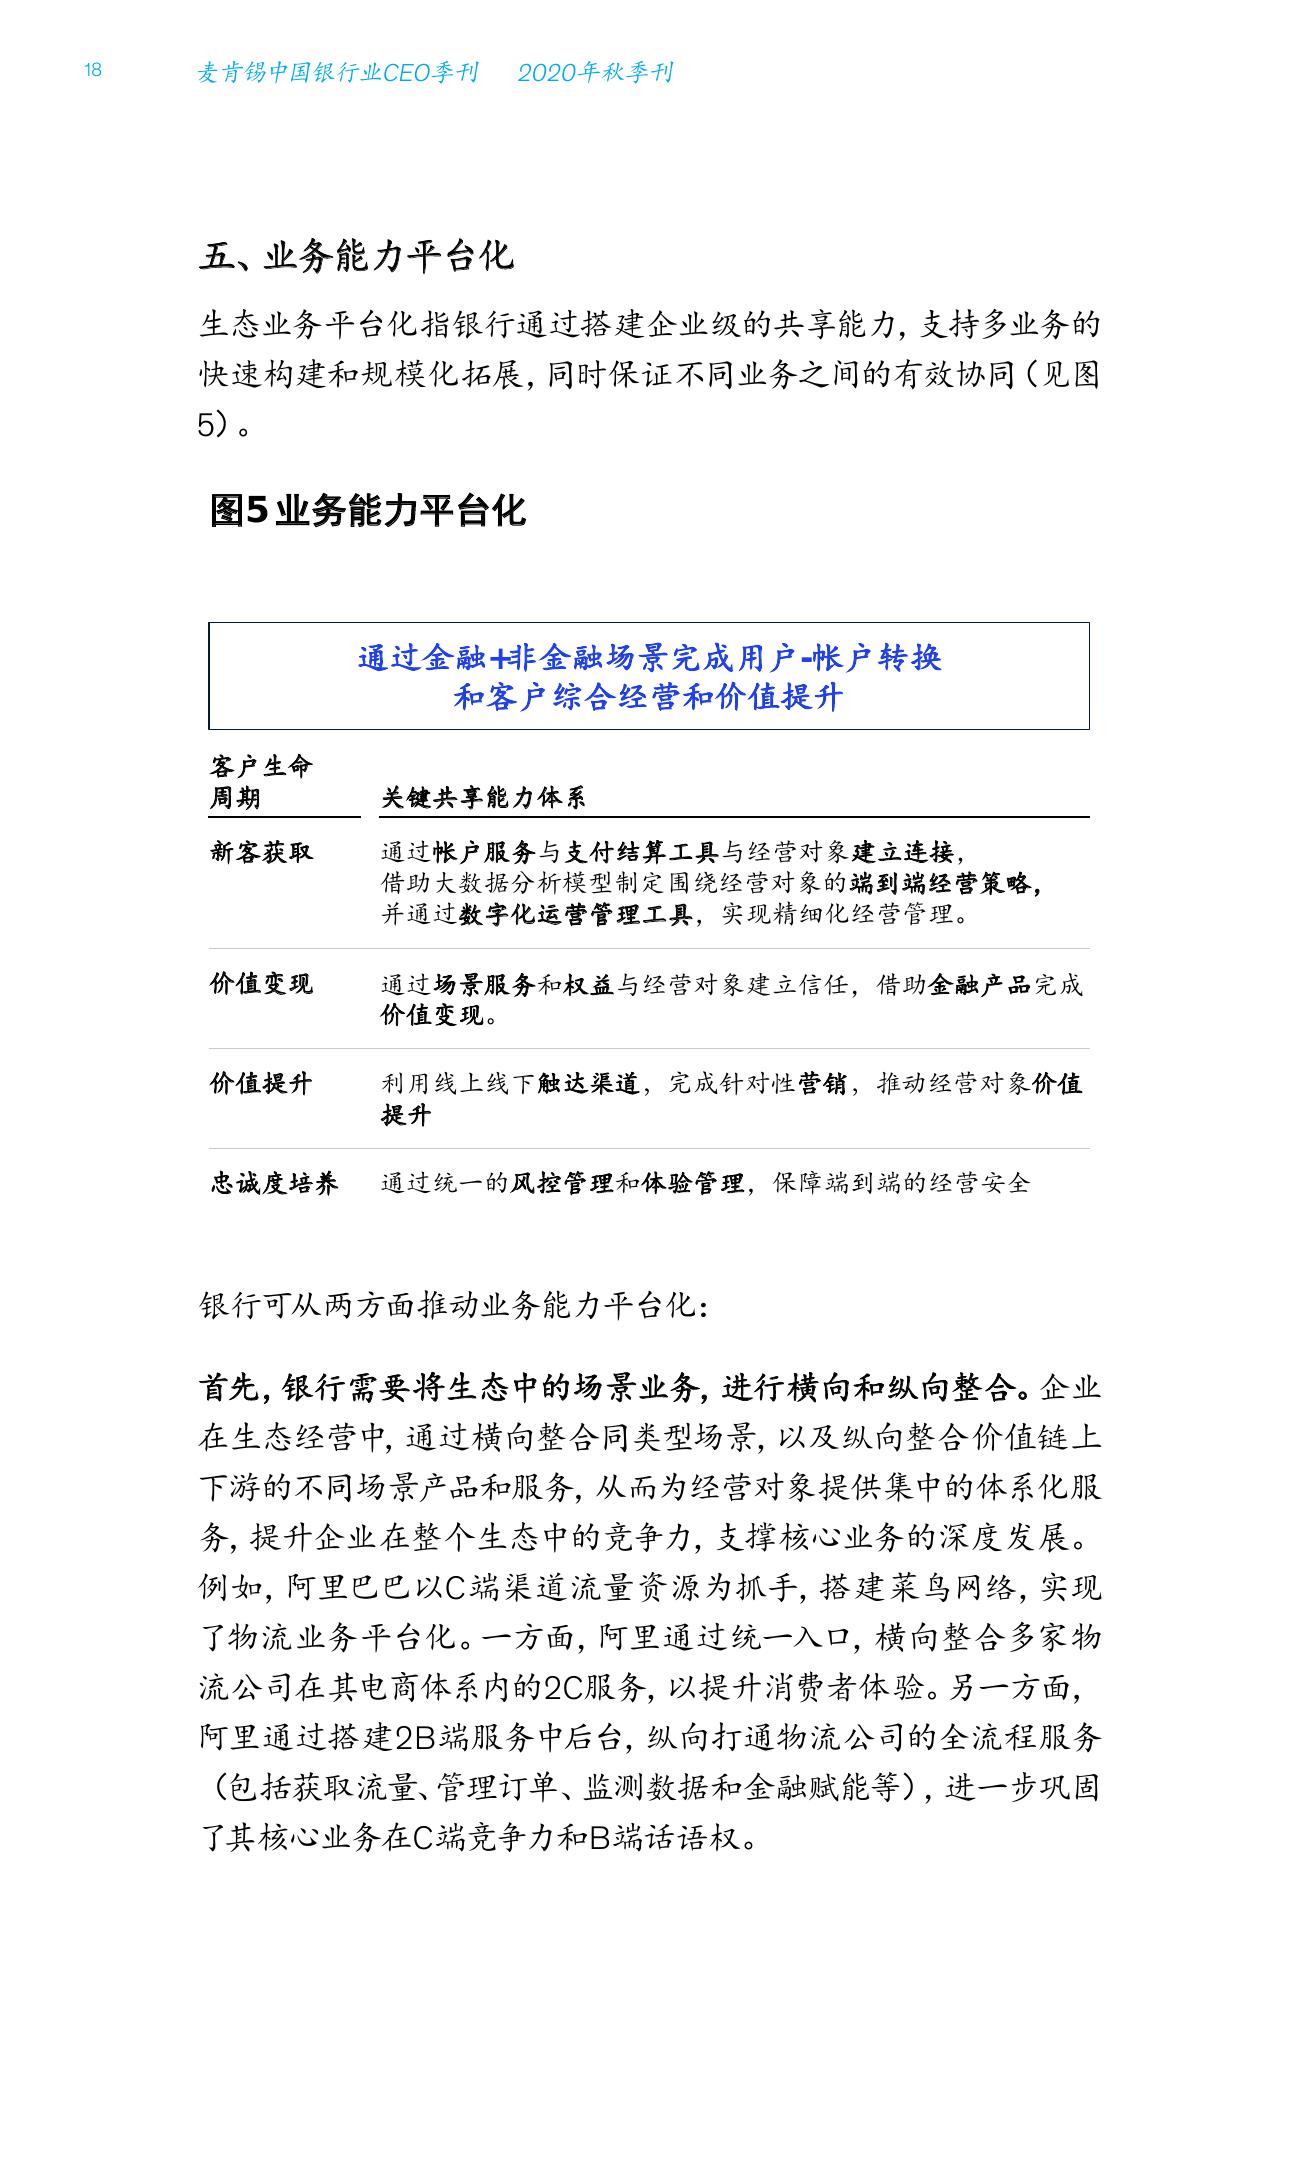 18
麦肯锡中国银行业CEO季刊 2020年秋季刊
五、业务能力平台化
生态业务平台化指银行通过搭建企业级的共享能力，支持多业务的
快速构建和规模化拓展，同时保证不同业务之间的有效协同（见图
5）。
图5 业务能力平台化
通过金融+非金融场景完成用户-帐户转换
和客户综合经营和价值提升
客户生命
周期
关键共享能力体系
新客获取
通过帐户服务与支付结算工具与经营对象建立连接，
借助大数据分析模型制定围绕经营对象的端到端经营策略，
并通过数字化运营管理工具，实现精细化经营管理。
价值变现
通过场景服务和权益与经营对象建立信任，借助金融产品完成
价值变现。
价值提升
利用线上线下触达渠道，完成针对性营销，推动经营对象价值
提升
忠诚度培养
通过统一的风控管理和体验管理，保障端到端的经营安全
银行可从两方面推动业务能力平台化：
首先，银行需要将生态中的场景业务，进行横向和纵向整合。企业
在生态经营中，通过横向整合同类型场景，以及纵向整合价值链上
下游的不同场景产品和服务，从而为经营对象提供集中的体系化服
务，提升企业在整个生态中的竞争力，支撑核心业务的深度发展。
例如，阿里巴巴以C端渠道流量资源为抓手，搭建菜鸟网络，实现
了物流业务平台化。一方面，阿里通过统一入口，横向整合多家物
流公司在其电商体系内的2C服务，以提升消费者体验。另一方面，
阿里通过搭建2B端服务中后台，纵向打通物流公司的全流程服务
（包括获取流量、管理订单、监测数据和金融赋能等），进一步巩固
了其核心业务在C端竞争力和B端话语权。